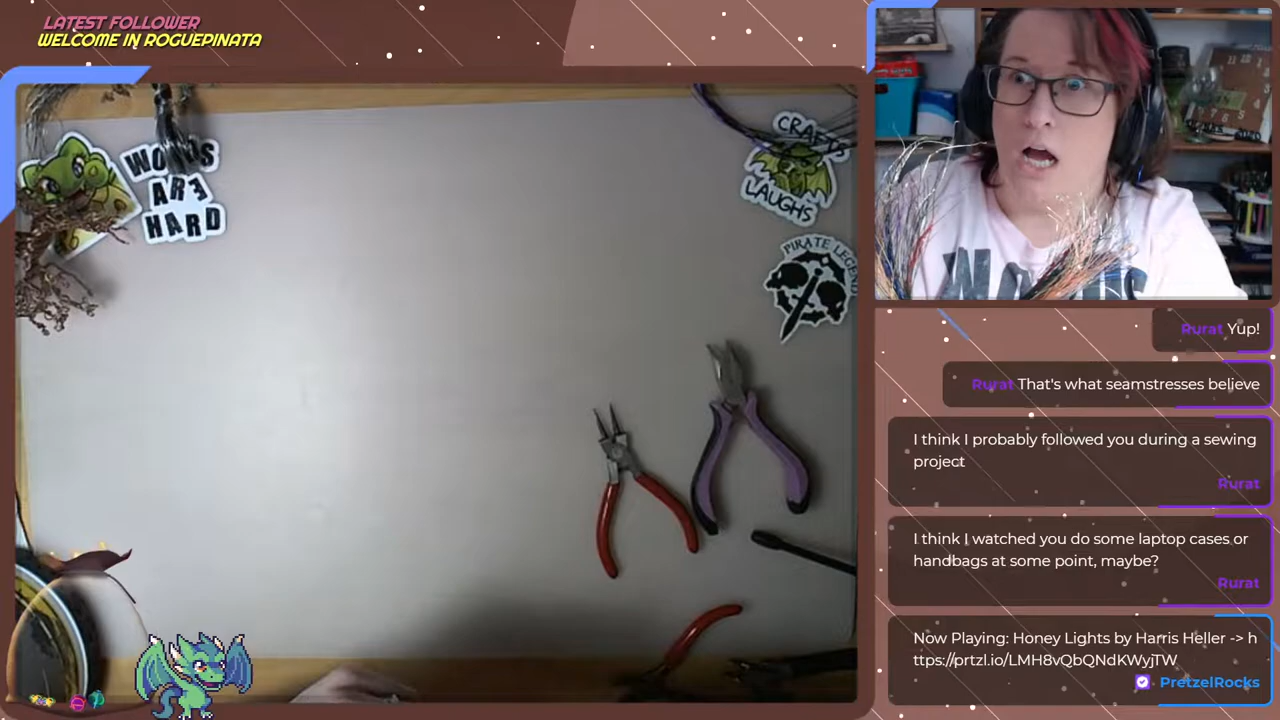 LATEST FOLLOWER
WELCOME IN ROGUEPINATA
WORDS
ARE
HARD
CRAFTS
LAUGHS
PIRATE LEGEND
Rurat Yup!
Rurat That's what seamstresses believe
I think I probably followed you during a sewing
project
Rurat
I think I watched you do some laptop cases or
handbags at some point, maybe?
Rurat
Now Playing: Honey Lights by Harris Heller -> h
ttps://prtzl.io/LMH8vQbQNdKWyjTW
PretzelRocks